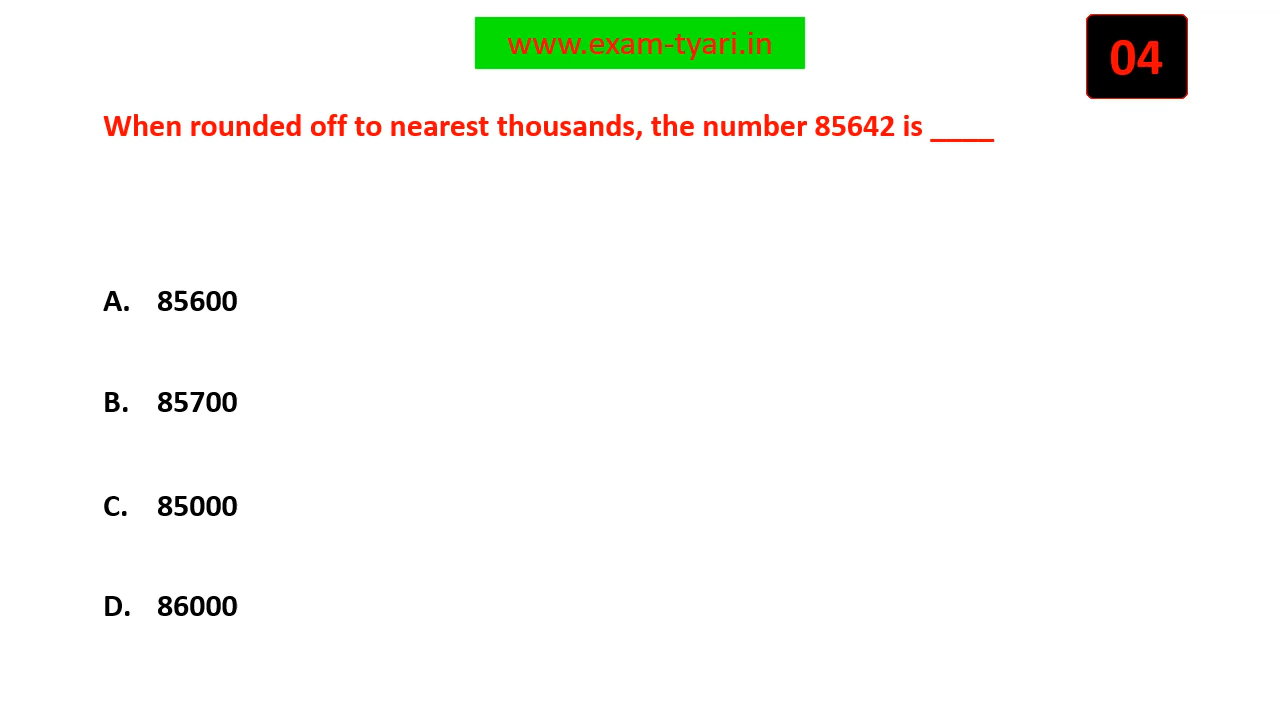 www.exam-tyari.in
04
When rounded off to nearest thousands, the number 85642 is ____
A. 85600
B. 85700
C. 85000
D. 86000